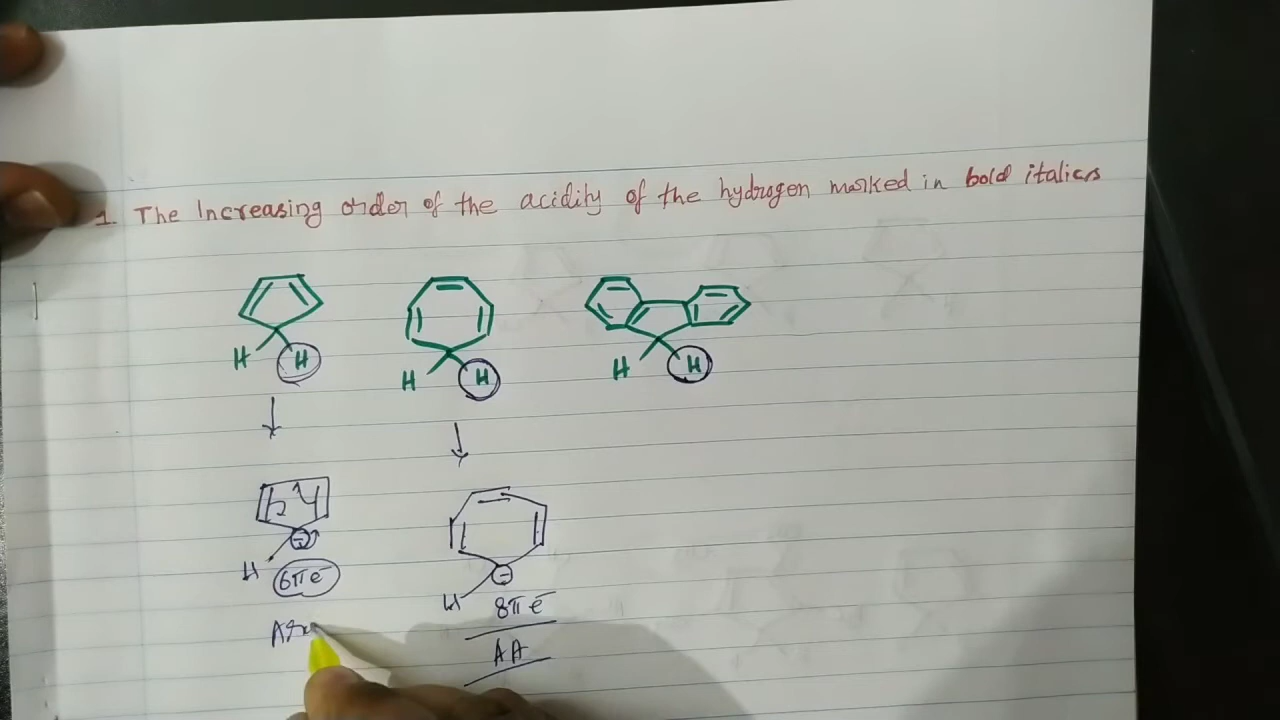 1. The Increasing order of the acidity of the hydrogen marked in bold italics
H H H H H H
H 6πe⁻ H 8πe⁻
AA